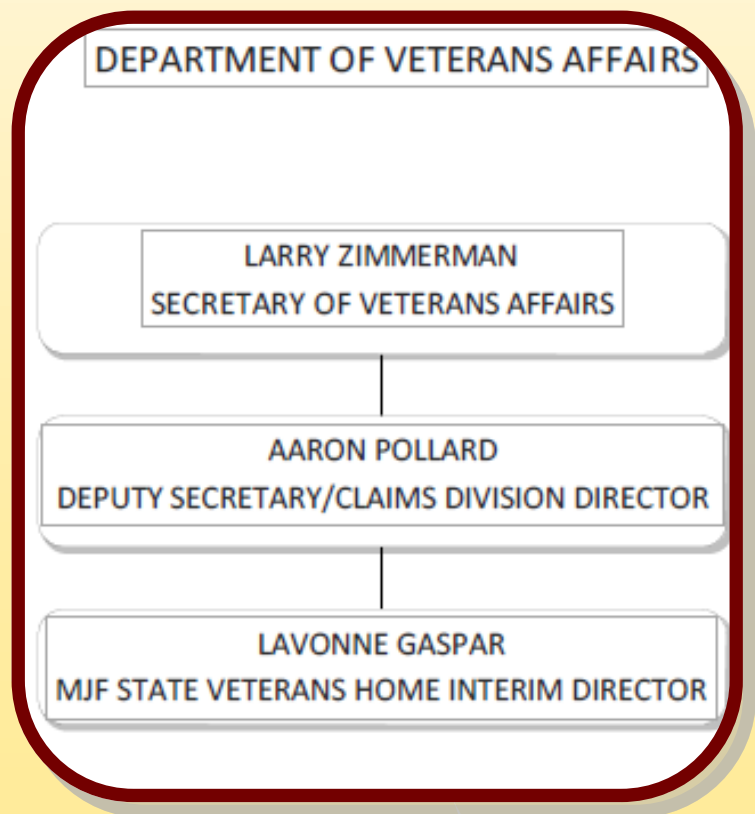 DEPARTMENT OF VETERANS AFFAIRS
LARRY ZIMMERMAN
SECRETARY OF VETERANS AFFAIRS
AARON POLLARD
DEPUTY SECRETARY/CLAIMS DIVISION DIRECTOR
LAVONNE GASPAR
MJF STATE VETERANS HOME INTERIM DIRECTOR